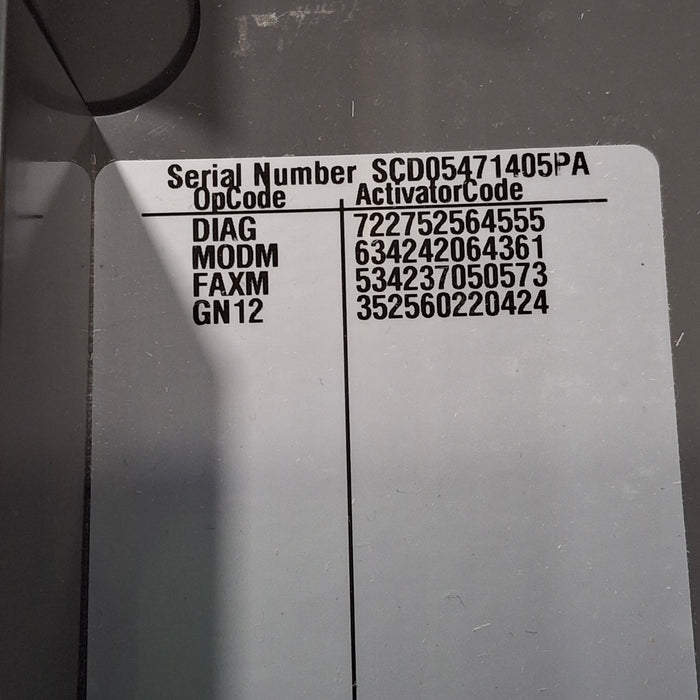 Serial Number SCD05471405PA
OpCode ActivatorCode
DIAG 722752564555
MODM 634242064361
FAXM 534237050573
GN12 352560220424